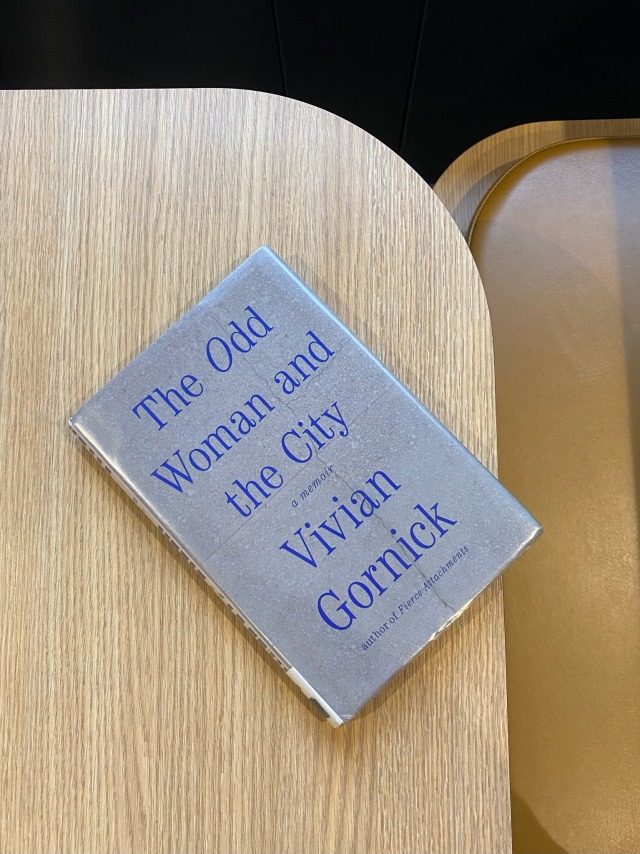 The Odd
Woman and
the City
a memoir
Vivian
Gornick
author of Fierce Attachments